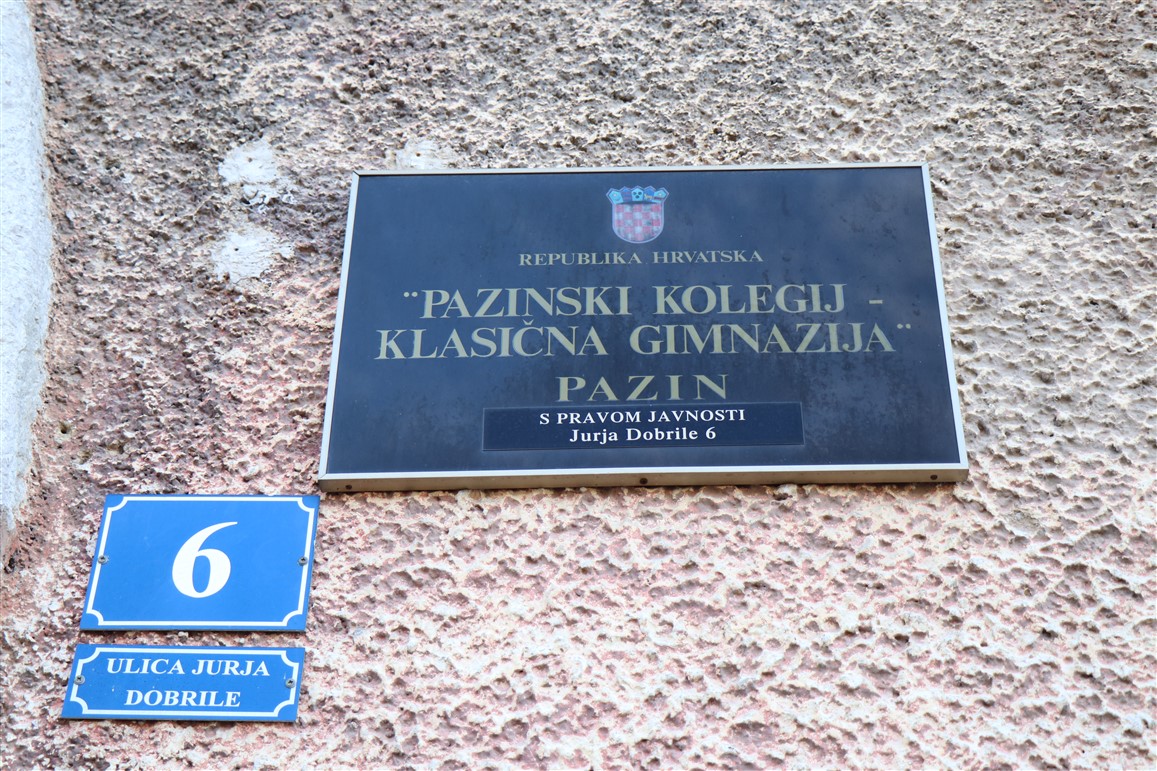 REPUBLIKA HRVATSKA
¨PAZINSKI KOLEGIJ -
KLASIČNA GIMNAZIJA¨
PAZIN
S PRAVOM JAVNOSTI
Jurja Dobrile 6
6
ULICA JURJA
DOBRILE